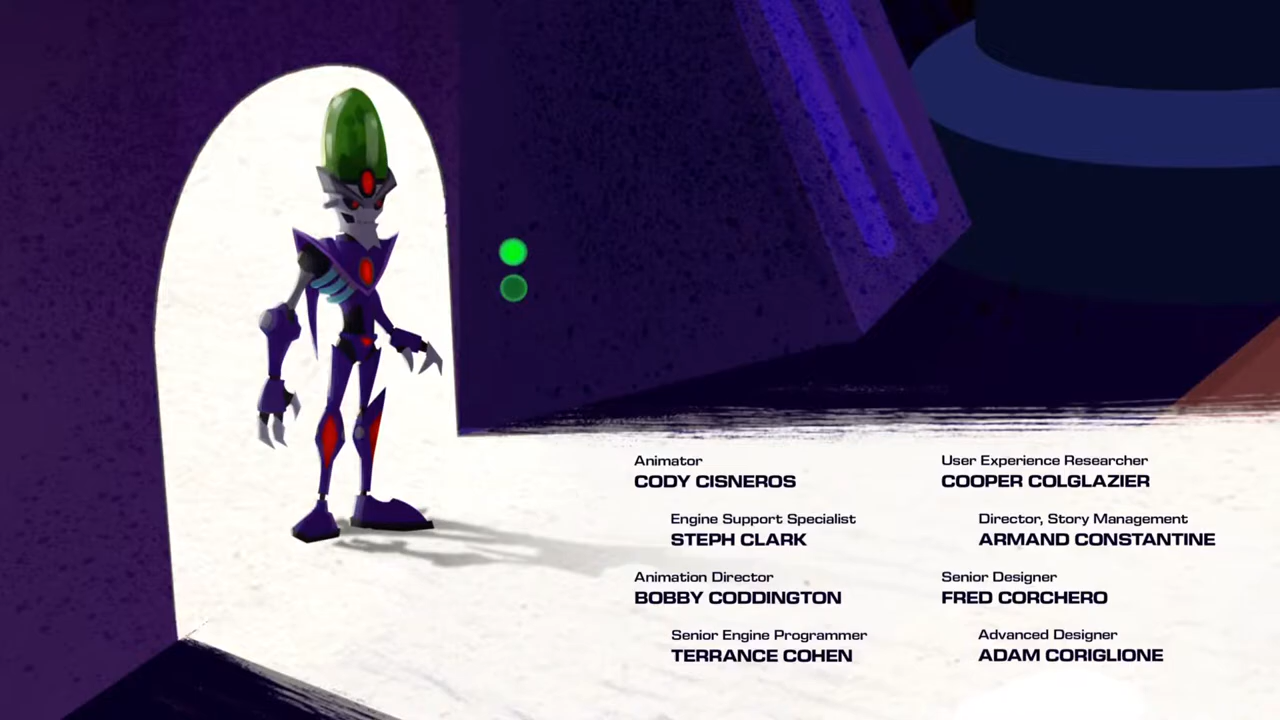 Animator
CODY CISNEROS
Engine Support Specialist
STEPH CLARK
Animation Director
BOBBY CODDINGTON
Senior Engine Programmer
TERRANCE COHEN
User Experience Researcher
COOPER COLGLAZIER
Director, Story Management
ARMAND CONSTANTINE
Senior Designer
FRED CORCHERO
Advanced Designer
ADAM CORIGLIONE